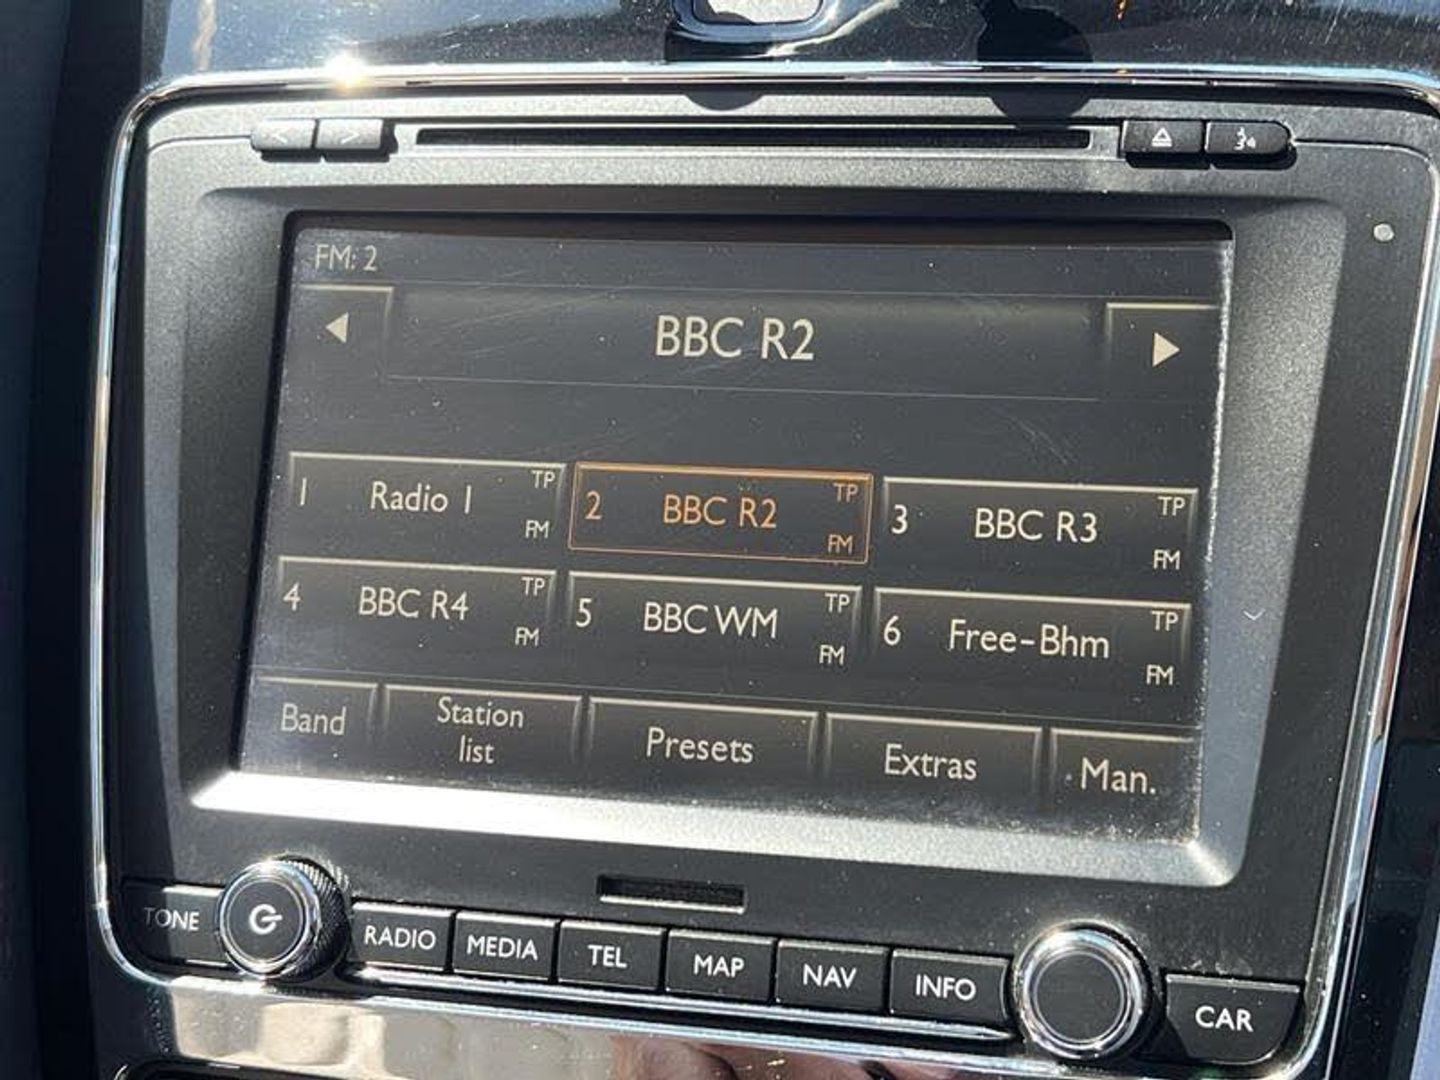 FM: 2
BBC R2
1 Radio 1 TP FM
2 BBC R2 TP FM
3 BBC R3 TP FM
4 BBC R4 TP FM
5 BBC WM TP FM
6 Free-Bhm TP FM
Band
Station
list
Presets
Extras
Man.
TONE
RADIO
MEDIA
TEL
MAP
NAV
INFO
CAR